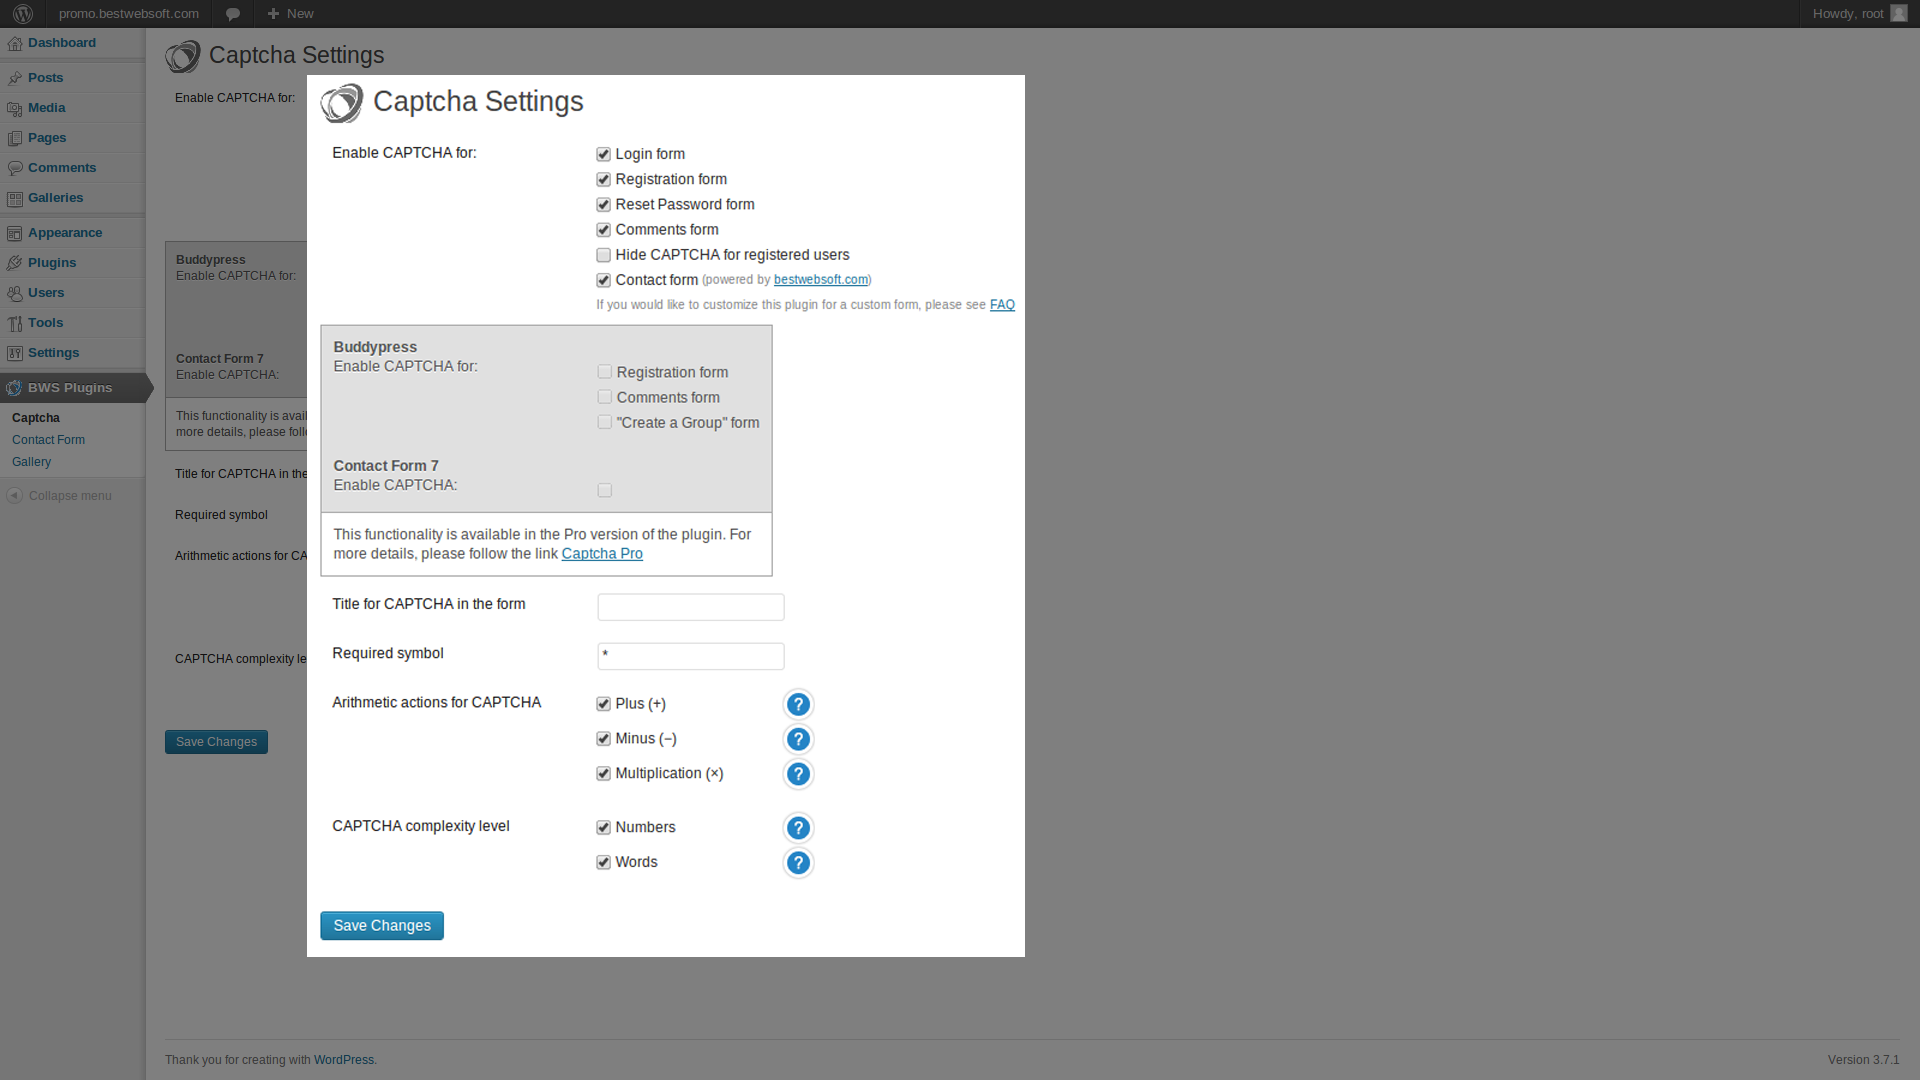 promo.bestwebsoft.com
New
Howdy, root
Dashboard
Posts
Media
Pages
Comments
Galleries
Appearance
Plugins
Users
Tools
Settings
BWS Plugins
Captcha
Contact Form
Gallery
Collapse menu
Captcha Settings
Enable CAPTCHA for:
Buddypress
Enable CAPTCHA for:
Contact Form 7
Enable CAPTCHA:
This functionality is avail
more details, please foll
Title for CAPTCHA in the
Required symbol
Arithmetic actions for CA
CAPTCHA complexity le
Save Changes
Captcha Settings
Enable CAPTCHA for:
Login form
Registration form
Reset Password form
Comments form
Hide CAPTCHA for registered users
Contact form (powered by bestwebsoft.com)
If you would like to customize this plugin for a custom form, please see FAQ
Buddypress
Enable CAPTCHA for:
Registration form
Comments form
"Create a Group" form
Contact Form 7
Enable CAPTCHA:
This functionality is available in the Pro version of the plugin. For
more details, please follow the link Captcha Pro
Title for CAPTCHA in the form
Required symbol
*
Arithmetic actions for CAPTCHA
Plus (+) ?
Minus (−) ?
Multiplication (×) ?
CAPTCHA complexity level
Numbers ?
Words ?
Save Changes
Thank you for creating with WordPress.
Version 3.7.1